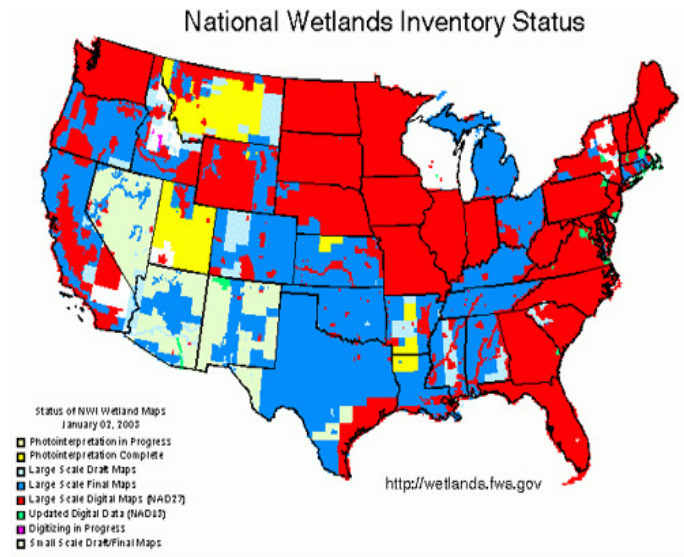 National Wetlands Inventory Status
Status of NWI Wetland Maps
January 02, 2003
Photointerpretation in Progress
Photointerpretation Complete
Large Scale Draft Maps
Large Scale Final Maps
Large Scale Digital Maps (NAD27)
Updated Digital Data (NAD83)
Digitizing in Progress
Small Scale Draft/Final Maps
http://wetlands.fws.gov